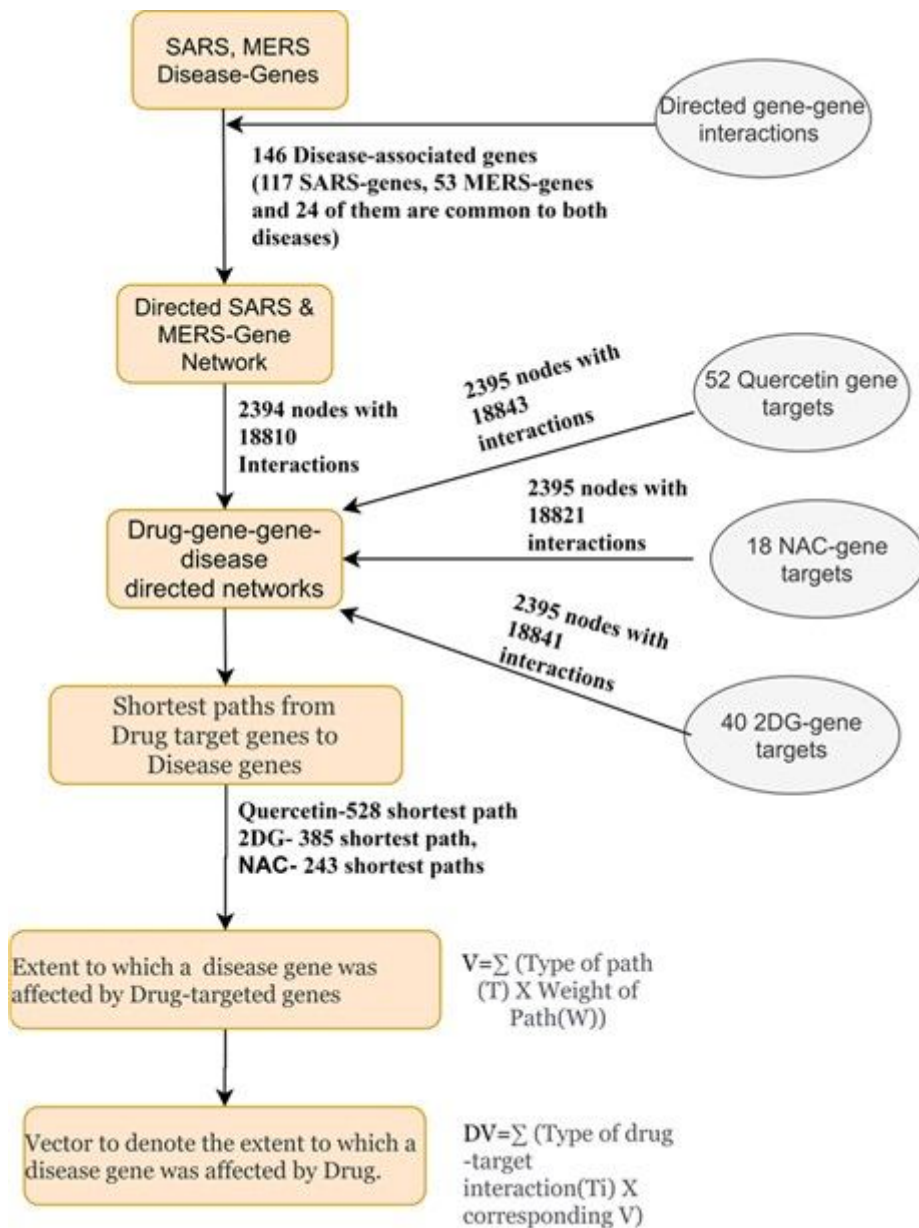 SARS, MERS
Disease-Genes
Directed gene-gene
interactions
146 Disease-associated genes
(117 SARS-genes, 53 MERS-genes
and 24 of them are common to both
diseases)
Directed SARS &
MERS-Gene
Network
2394 nodes with
18810
Interactions
2395 nodes with
18843
interactions
52 Quercetin gene
targets
Drug-gene-gene-
disease
directed networks
2395 nodes with
18821
interactions
18 NAC-gene
targets
2395 nodes with
18841
interactions
40 2DG-gene
targets
Shortest paths from
Drug target genes to
Disease genes
Quercetin-528 shortest path
2DG- 385 shortest path,
NAC- 243 shortest paths
Extent to which a disease gene was
affected by Drug-targeted genes
V=∑ (Type of path
(T) X Weight of
Path(W))
Vector to denote the extent to which a
disease gene was affected by Drug.
DV=∑ (Type of drug
-target
interaction(Ti) X
corresponding V)